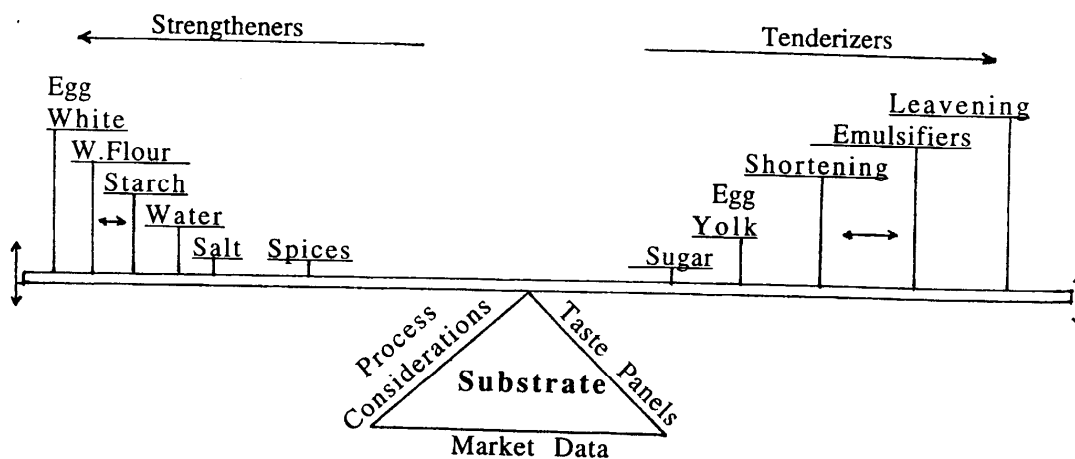 Strengtheners
Tenderizers
Egg
White
W.Flour
Starch
Water
Salt
Spices
Leavening
Emulsifiers
Shortening
Egg
Yolk
Sugar
Process
Considerations
Taste Panels
Substrate
Market Data